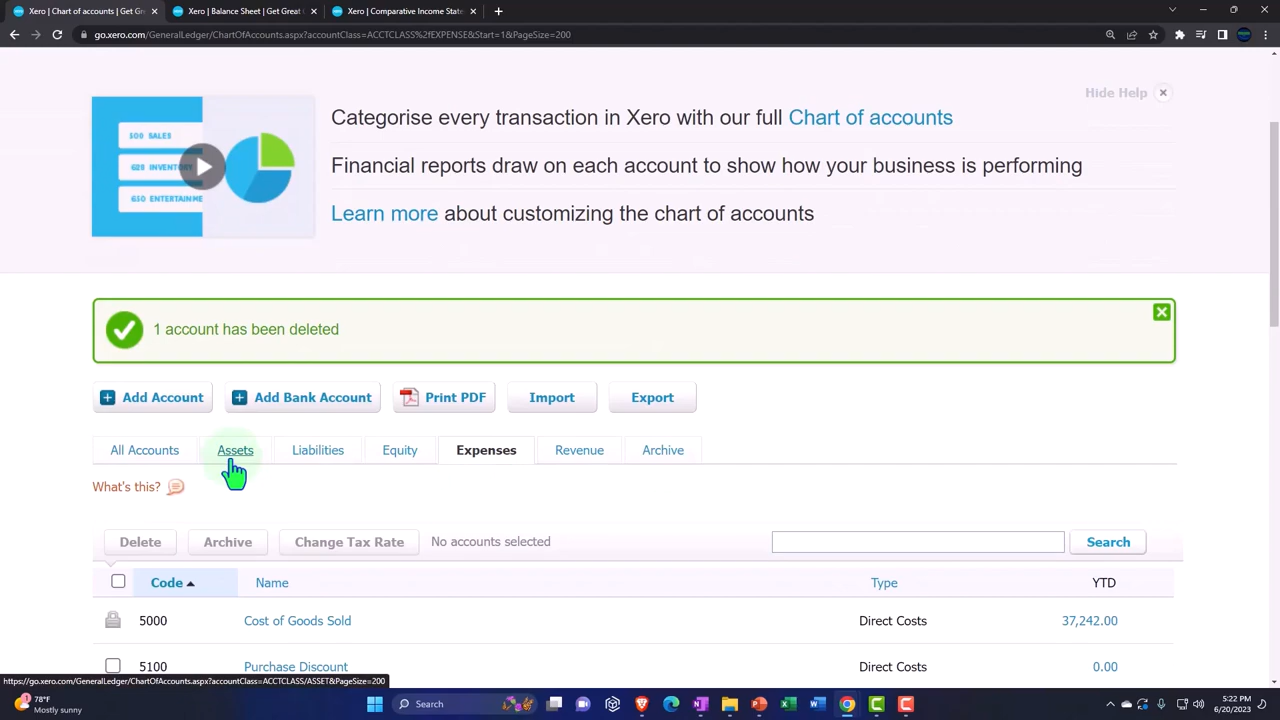 Xero | Chart of accounts | Get Gre
Xero | Balance Sheet | Get Great
Xero | Comparative Income State
go.xero.com/GeneralLedger/ChartOfAccounts.aspx?accountClass=ACCTCLASS%2fEXPENSE&Start=1&PageSize=200
Hide Help
500 SALES
Categorise every transaction in Xero with our full Chart of accounts
Financial reports draw on each account to show how your business is performing
Learn more about customizing the chart of accounts
1 account has been deleted
Add Account Add Bank Account Print PDF Import Export
All Accounts Assets Liabilities Equity Expenses Revenue Archive
What's this?
Delete Archive Change Tax Rate No accounts selected Search
Code Name Type YTD
5000 Cost of Goods Sold Direct Costs 37,242.00
5100 Purchase Discount Direct Costs 0.00
https://go.xero.com/GeneralLedger/ChartOfAccounts.aspx?accountClass=ACCTCLASS/ASSET&PageSize=200
78°F
Mostly sunny
Search
5:22 PM
6/20/2023